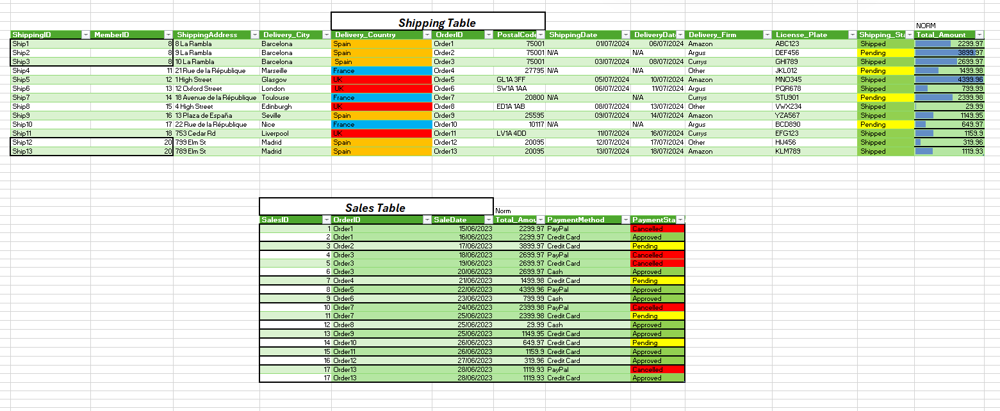 Shipping Table
NORM
ShippingID MemberID ShippingAddress Delivery_City Delivery_Country OrderID PostalCode ShippingDate DeliveryDat Delivery_Firm License_Plate Shipping_Sta Total_Amount
Ship1 8 8 La Rambla Barcelona Spain Order1 75001 01/07/2024 06/07/2024 Amazon ABC123 Shipped 2299.97
Ship2 8 9 La Rambla Barcelona Spain Order2 75001 N/A N/A Argus DEF456 Pending 3899.97
Ship3 8 10 La Rambla Barcelona Spain Order3 75001 03/07/2024 08/07/2024 Currys GHI789 Shipped 2699.97
Ship4 11 21 Rue de la République Marseille France Order4 27795 N/A N/A Other JKL012 Pending 1499.98
Ship5 12 1 High Street Glasgow UK Order5 GL1A 3FF 05/07/2024 10/07/2024 Amazon MNO345 Shipped 4399.96
Ship6 13 12 Oxford Street London UK Order6 SW1A 1AA 06/07/2024 11/07/2024 Argus PQR678 Shipped 799.99
Ship7 14 18 Avenue de la République Toulouse France Order7 20800 N/A N/A Currys STU901 Pending 2399.98
Ship8 15 4 High Street Edinburgh UK Order8 ED1A 1AB 08/07/2024 13/07/2024 Other VWX234 Shipped 29.99
Ship9 16 13 Plaza de España Seville Spain Order9 25595 09/07/2024 14/07/2024 Amazon YZA567 Shipped 1149.95
Ship10 17 22 Rue de la République Nice France Order10 10117 N/A N/A Argus BCD890 Pending 649.97
Ship11 18 753 Cedar Rd Liverpool UK Order11 LV1A 4DD 11/07/2024 16/07/2024 Currys EFG123 Shipped 1159.9
Ship12 20 799 Elm St Madrid Spain Order12 20095 12/07/2024 17/07/2024 Other HIJ456 Shipped 319.96
Ship13 20 789 Elm St Madrid Spain Order13 20095 13/07/2024 18/07/2024 Amazon KLM789 Shipped 1119.93
Sales Table
Norm
SalesID OrderID SaleDate Total_Amou PaymentMethod PaymentSta
1 Order1 15/06/2023 2299.97 PayPal Cancelled
2 Order1 16/06/2023 2299.97 Credit Card Approved
3 Order2 17/06/2023 3899.97 Credit Card Pending
4 Order3 18/06/2023 2699.97 PayPal Cancelled
5 Order3 19/06/2023 2699.97 Credit Card Cancelled
6 Order3 20/06/2023 2699.97 Cash Approved
7 Order4 21/06/2023 1499.98 Credit Card Pending
8 Order5 22/06/2023 4399.96 PayPal Approved
9 Order6 23/06/2023 799.99 Cash Approved
10 Order7 24/06/2023 2399.98 PayPal Cancelled
11 Order7 25/06/2023 2399.98 Credit Card Pending
12 Order8 25/06/2023 29.99 Cash Approved
13 Order9 25/06/2023 1149.95 Credit Card Approved
14 Order10 26/06/2023 649.97 Credit Card Pending
15 Order11 26/06/2023 1159.9 Credit Card Approved
16 Order12 27/06/2023 319.96 Credit Card Approved
17 Order13 28/06/2023 1119.93 PayPal Cancelled
17 Order13 28/06/2023 1119.93 Credit Card Approved